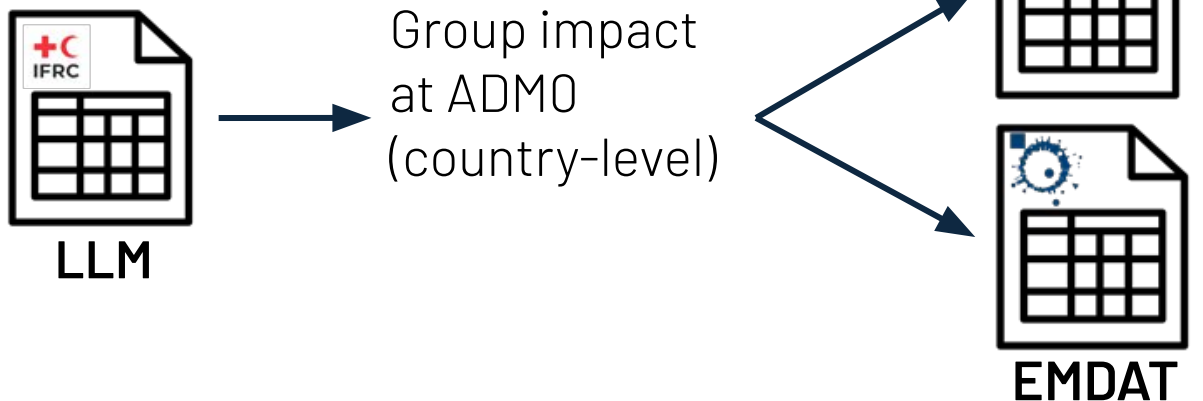 IFRC
LLM
Group impact
at ADM0
(country-level)
EMDAT